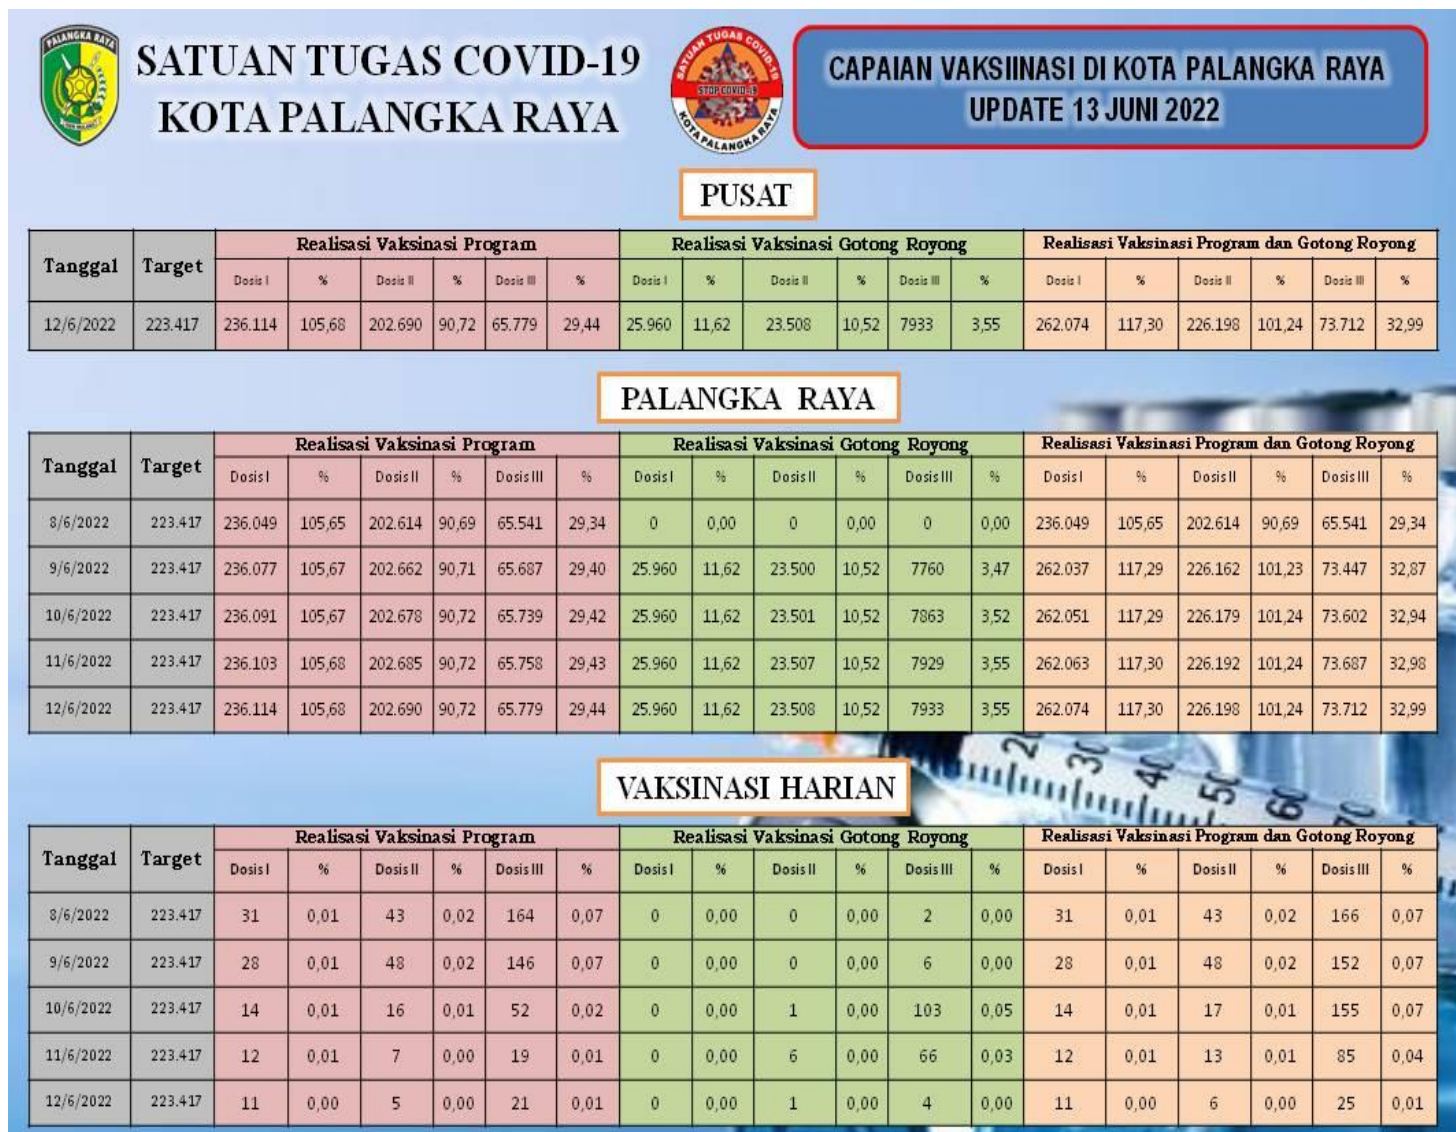 PALANGKA RAYA
SATUAN TUGAS COVID-19
KOTA PALANGKA RAYA
SATUAN TUGAS COVID-19
STOP COVID-19
KOTA PALANGKA RAYA
CAPAIAN VAKSIINASI DI KOTA PALANGKA RAYA
UPDATE 13 JUNI 2022
PUSAT
Tanggal Target Realisasi Vaksinasi Program Realisasi Vaksinasi Gotong Royong Realisasi Vaksinasi Program dan Gotong Royong
Dosis I % Dosis II % Dosis III % Dosis I % Dosis II % Dosis III % Dosis I % Dosis II % Dosis III %
12/6/2022 223.417 236.114 105,68 202.690 90,72 65.779 29,44 25.960 11,62 23.508 10,52 7933 3,55 262.074 117,30 226.198 101,24 73.712 32,99
PALANGKA RAYA
Tanggal Target Realisasi Vaksinasi Program Realisasi Vaksinasi Gotong Royong Realisasi Vaksinasi Program dan Gotong Royong
Dosis I % Dosis II % Dosis III % Dosis I % Dosis II % Dosis III % Dosis I % Dosis II % Dosis III %
8/6/2022 223.417 236.049 105,65 202.614 90,69 65.541 29,34 0 0,00 0 0,00 0 0,00 236.049 105,65 202.614 90,69 65.541 29,34
9/6/2022 223.417 236.077 105,67 202.662 90,71 65.687 29,40 25.960 11,62 23.500 10,52 7760 3,47 262.037 117,29 226.162 101,23 73.447 32,87
10/6/2022 223.417 236.091 105,67 202.678 90,72 65.739 29,42 25.960 11,62 23.501 10,52 7863 3,52 262.051 117,29 226.179 101,24 73.602 32,94
11/6/2022 223.417 236.103 105,68 202.685 90,72 65.758 29,43 25.960 11,62 23.507 10,52 7929 3,55 262.063 117,30 226.192 101,24 73.687 32,98
12/6/2022 223.417 236.114 105,68 202.690 90,72 65.779 29,44 25.960 11,62 23.508 10,52 7933 3,55 262.074 117,30 226.198 101,24 73.712 32,99
20 30 40 50 60 70
VAKSINASI HARIAN
Tanggal Target Realisasi Vaksinasi Program Realisasi Vaksinasi Gotong Royong Realisasi Vaksinasi Program dan Gotong Royong
Dosis I % Dosis II % Dosis III % Dosis I % Dosis II % Dosis III % Dosis I % Dosis II % Dosis III %
8/6/2022 223.417 31 0,01 43 0,02 164 0,07 0 0,00 0 0,00 2 0,00 31 0,01 43 0,02 166 0,07
9/6/2022 223.417 28 0,01 48 0,02 146 0,07 0 0,00 0 0,00 6 0,00 28 0,01 48 0,02 152 0,07
10/6/2022 223.417 14 0,01 16 0,01 52 0,02 0 0,00 1 0,00 103 0,05 14 0,01 17 0,01 155 0,07
11/6/2022 223.417 12 0,01 7 0,00 19 0,01 0 0,00 6 0,00 66 0,03 12 0,01 13 0,01 85 0,04
12/6/2022 223.417 11 0,00 5 0,00 21 0,01 0 0,00 1 0,00 4 0,00 11 0,00 6 0,00 25 0,01